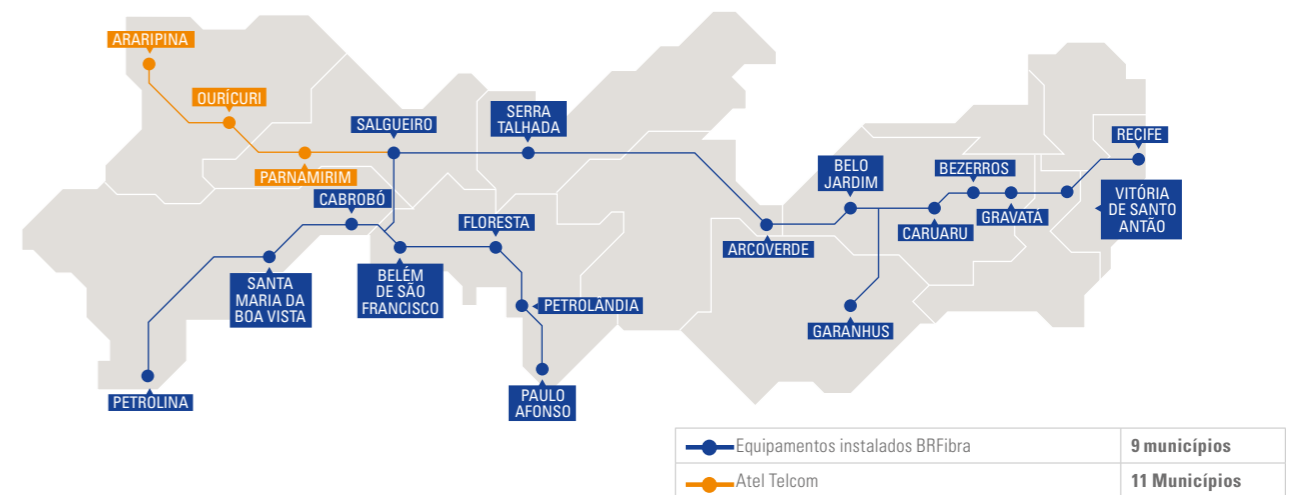 ARARIPINA
OURÍCURI
PARNAMIRIM
SALGUEIRO
SERRA
TALHADA
CABROBÓ
FLORESTA
SANTA
MARIA DA
BOA VISTA
BELÉM
DE SÃO
FRANCISCO
PETROLÂNDIA
PETROLINA
PAULO
AFONSO
ARCOVERDE
BELO
JARDIM
GARANHUS
CARUARU
BEZERROS
GRAVATA
RECIFE
VITÓRIA
DE SANTO
ANTÃO
Equipamentos instalados BRFibra 9 municípios
Atel Telcom 11 Municípios